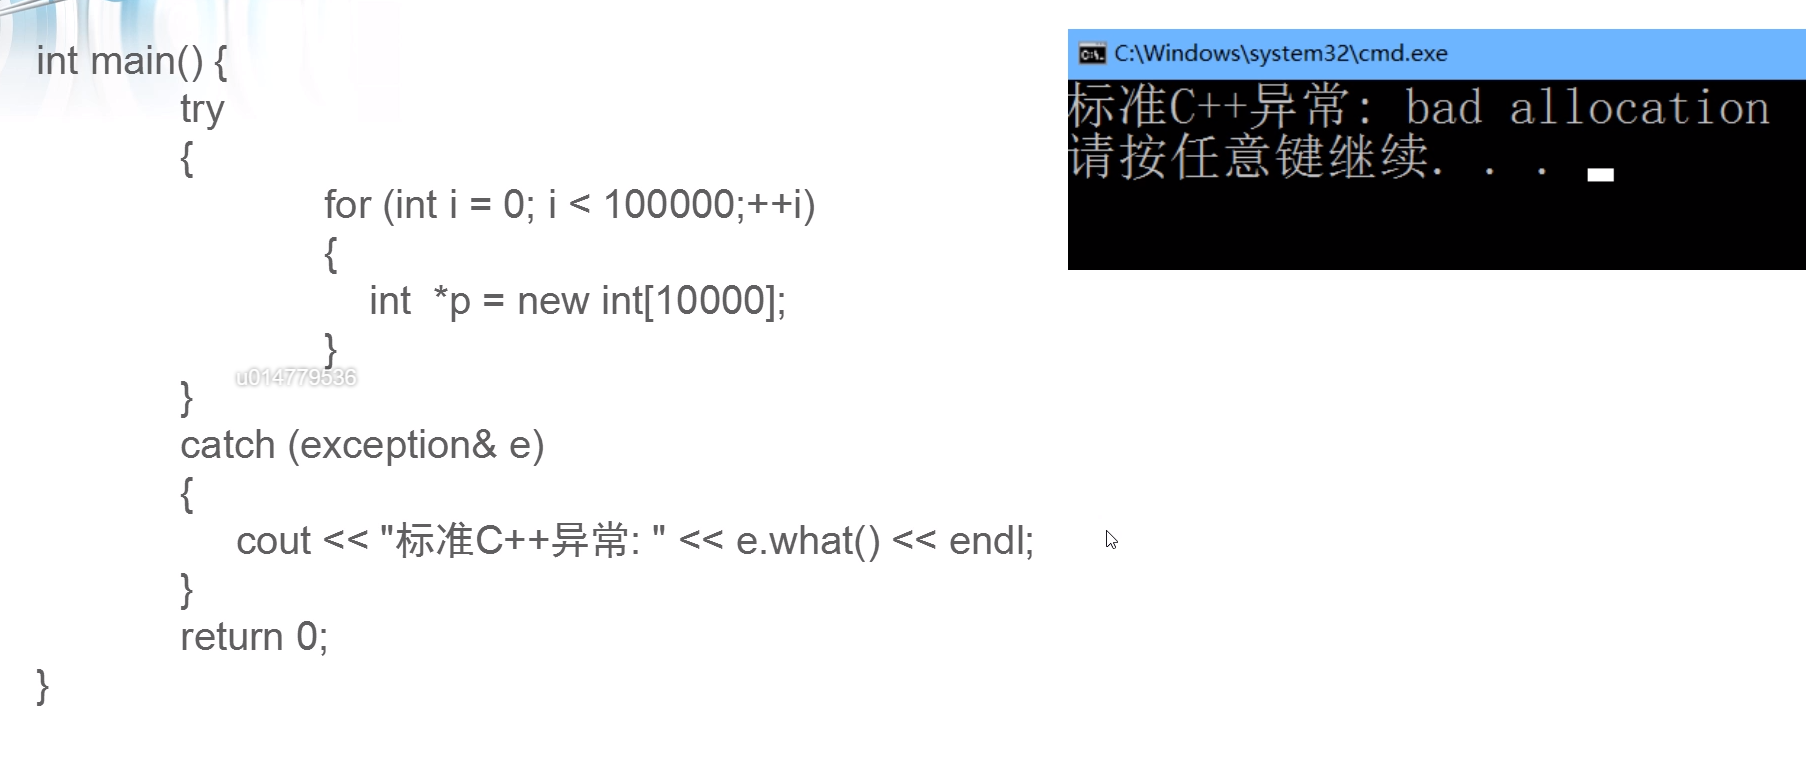 int main() {
try
{
for (int i = 0; i < 100000;++i)
{
int  *p = new int[10000];
}
}
catch (exception& e)
{
cout << "标准C++异常: " << e.what() << endl;
}
return 0;
}
u014779536
C:\Windows\system32\cmd.exe
标准C++异常: bad allocation
请按任意键继续. . .